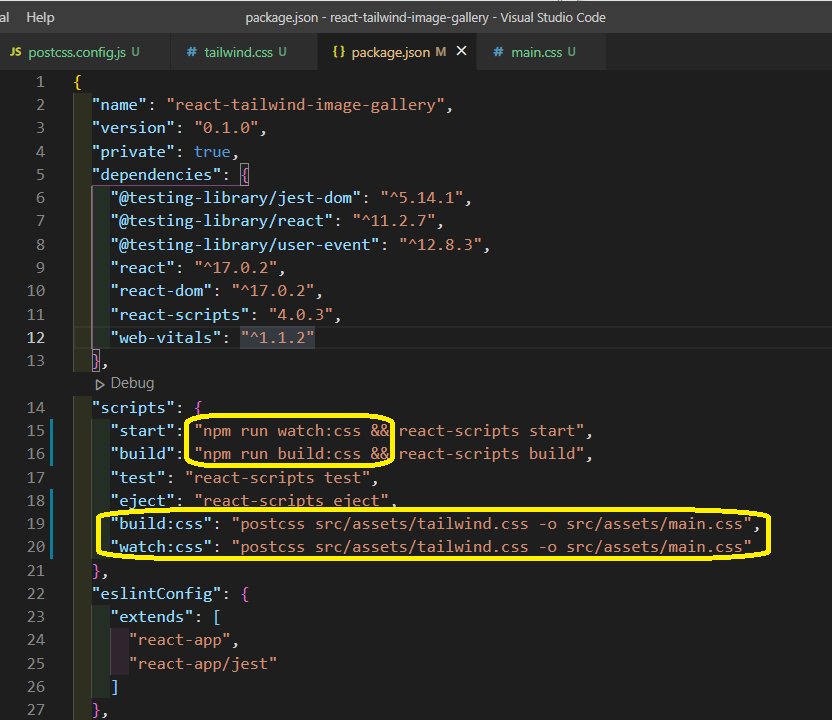 al Help package.json - react-tailwind-image-gallery - Visual Studio Code
JS postcss.config.js U # tailwind.css U {} package.json M × # main.css U
1 {
2 "name": "react-tailwind-image-gallery",
3 "version": "0.1.0",
4 "private": true,
5 "dependencies": {
6 "@testing-library/jest-dom": "^5.14.1",
7 "@testing-library/react": "^11.2.7",
8 "@testing-library/user-event": "^12.8.3",
9 "react": "^17.0.2",
10 "react-dom": "^17.0.2",
11 "react-scripts": "4.0.3",
12 "web-vitals": "^1.1.2"
13 },
Debug
14 "scripts": {
15 "start": "npm run watch:css && react-scripts start",
16 "build": "npm run build:css && react-scripts build",
17 "test": "react-scripts test",
18 "eject": "react-scripts eject",
19 "build:css": "postcss src/assets/tailwind.css -o src/assets/main.css",
20 "watch:css": "postcss src/assets/tailwind.css -o src/assets/main.css"
21 },
22 "eslintConfig": {
23 "extends": [
24 "react-app",
25 "react-app/jest"
26 ]
27 },